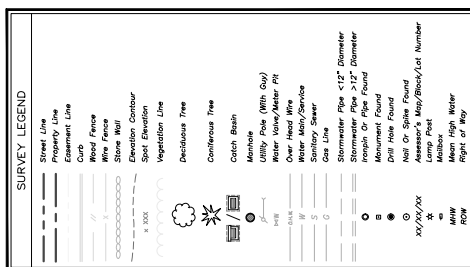 SURVEY LEGEND
Street Line
Property Line
Easement Line
Curb
// Wood Fence
x Wire Fence
Stone Wall
Elevation Contour
x XXX Spot Elevation
Vegetation Line
Deciduous Tree
Coniferous Tree
/ Catch Basin
Manhole
Utility Pole (With Guy)
Water Valve/Meter Pit
O.H.W. Over Head Wire
W Water Main/Service
S Sanitary Sewer
G Gas Line
Stormwater Pipe <12" Diameter
Stormwater Pipe >12" Diameter
Ironpin Or Pipe Found
Monument Found
Drill Hole Found
Nail Or Spike Found
XX/XX/XX Assessor's Map/Block/Lot Number
Lamp Post
Mailbox
MHW Mean High Water
ROW Right of Way